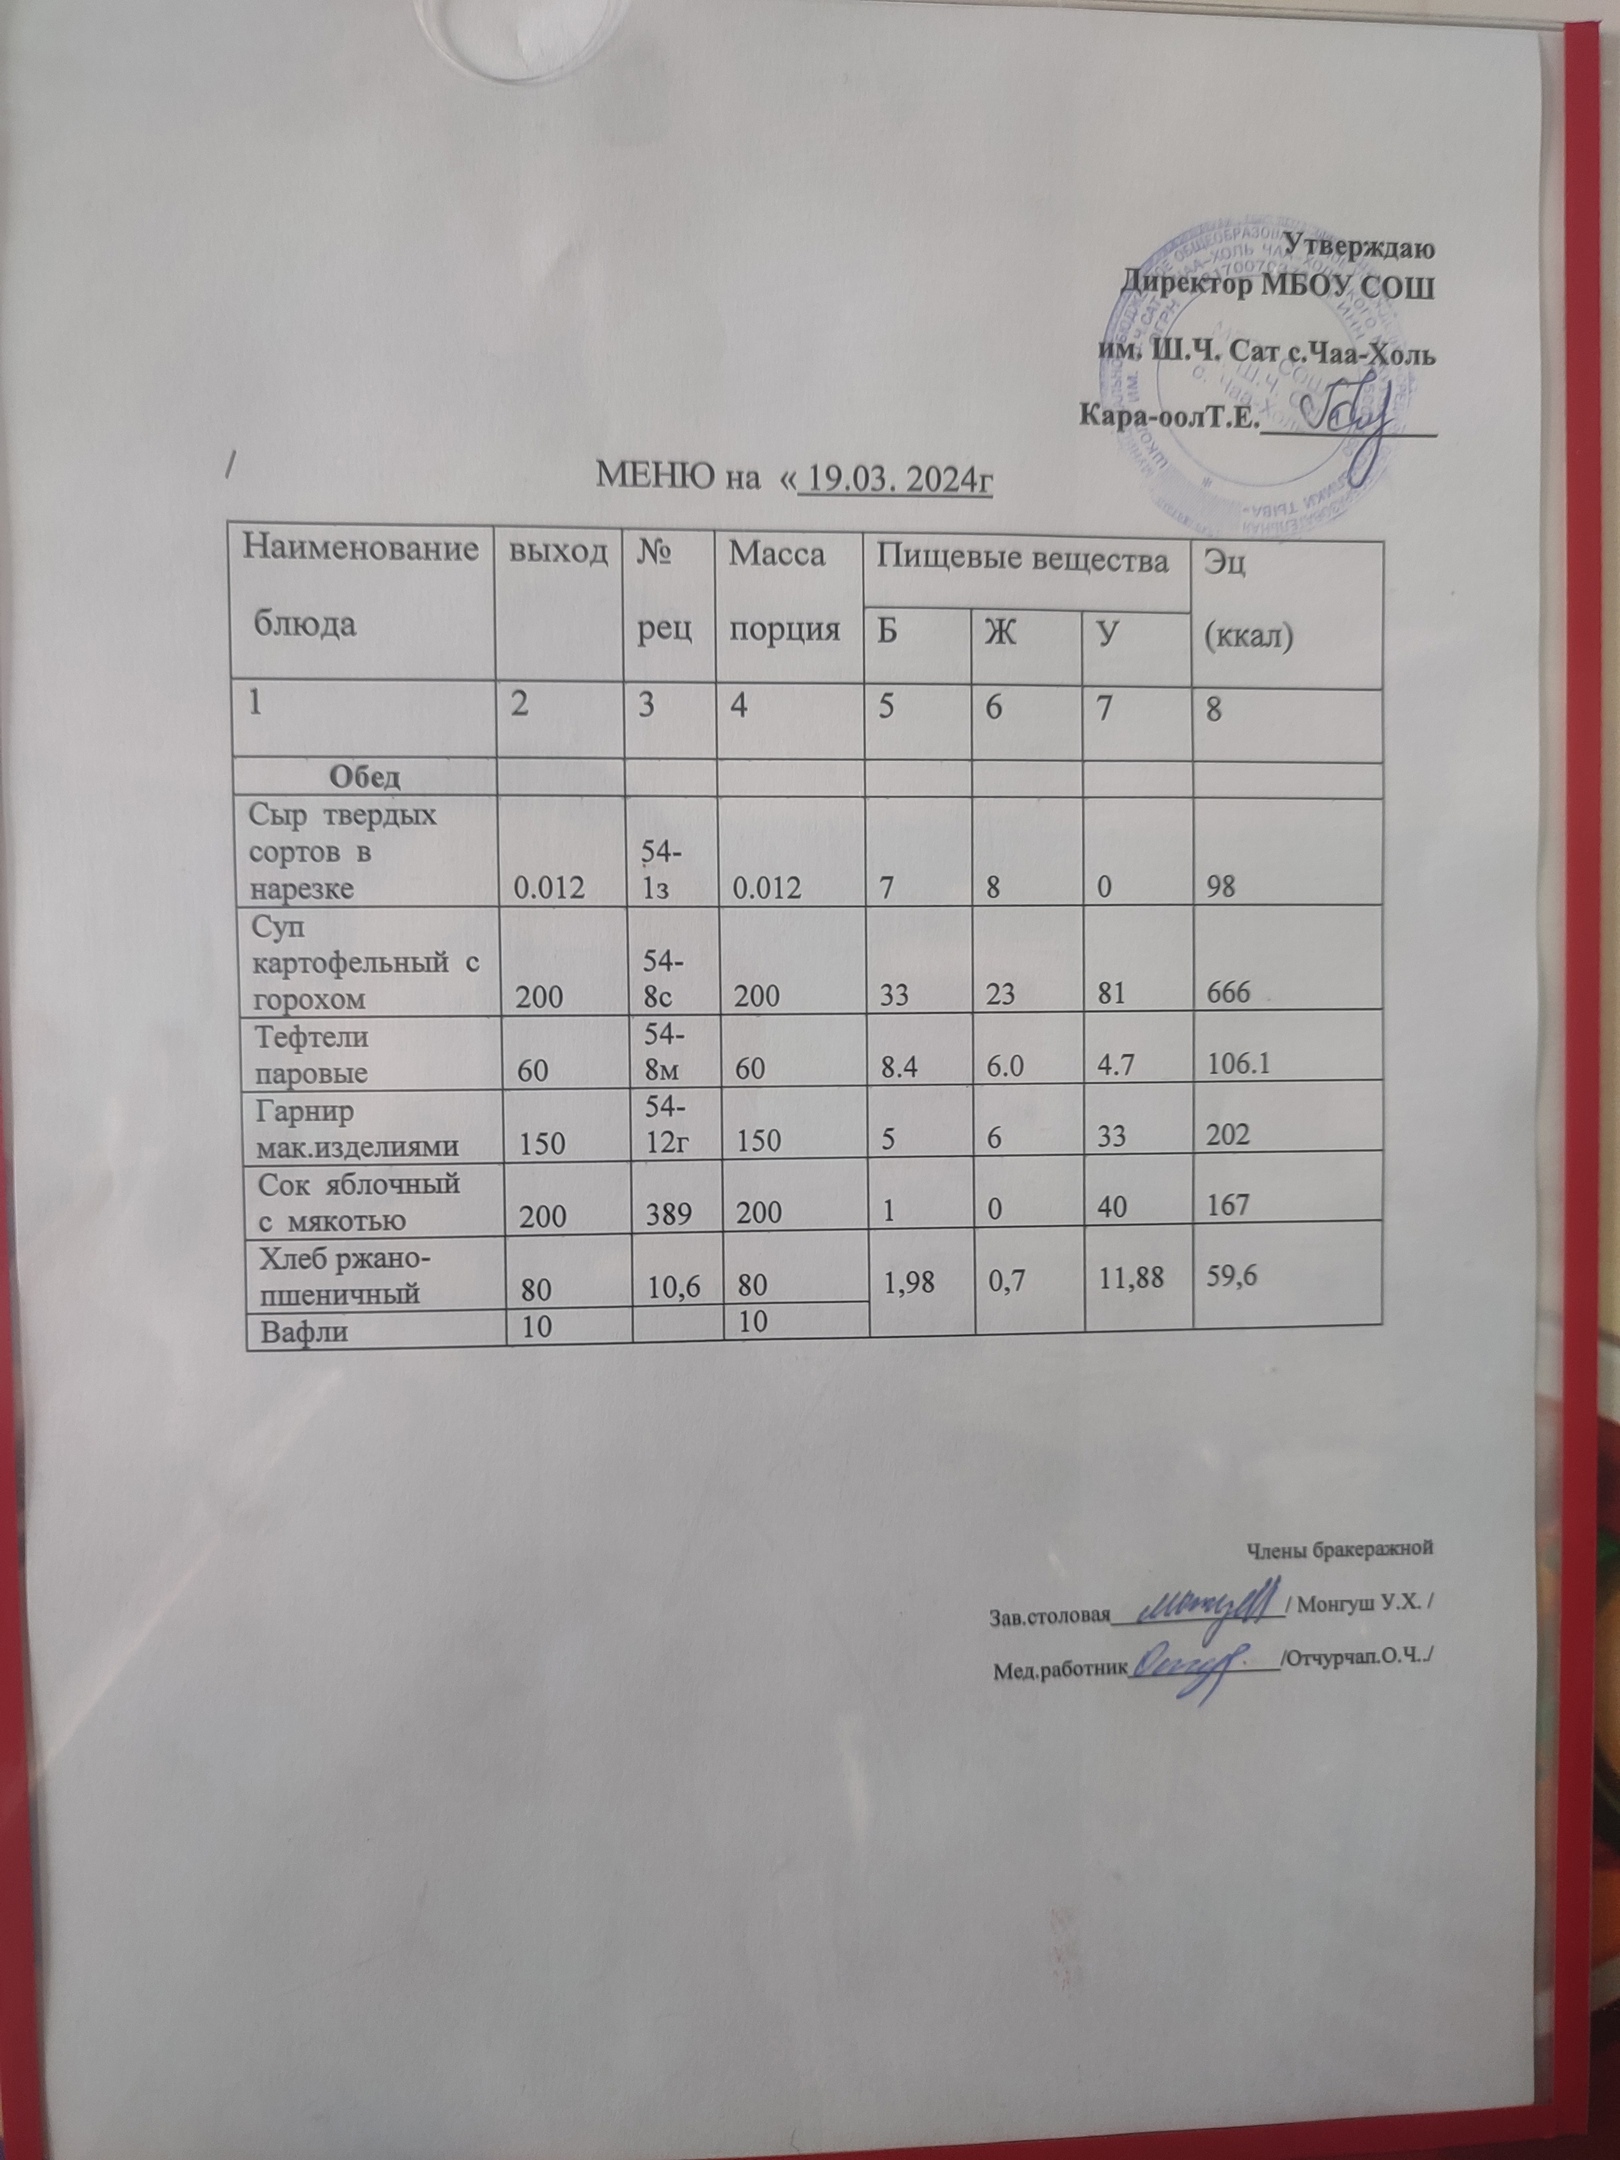 Утверждаю
Директор МБОУ СОШ
им. Ш.Ч. Сат с.Чаа-Холь
Кара-оолТ.Е.
МЕНЮ на « 19.03. 2024г
Наименование блюда выход № рец Масса порция Пищевые вещества Эц (ккал)
Б Ж У
1 2 3 4 5 6 7 8
Обед
Сыр твердых
сортов в 54-
нарезке 0.012 1з 0.012 7 8 0 98
Суп
картофельный с 54-
горохом 200 8с 200 33 23 81 666
Тефтели 54-
паровые 60 8м 60 8.4 6.0 4.7 106.1
Гарнир 54-
мак.изделиями 150 12г 150 5 6 33 202
Сок яблочный
с мякотью 200 389 200 1 0 40 167
Хлеб ржано-
пшеничный 80 10,6 80 1,98 0,7 11,88 59,6
Вафли 10 10
Члены бракеражной
Зав.столовая / Монгуш У.Х. /
Мед.работник /Отчурчап.О.Ч../